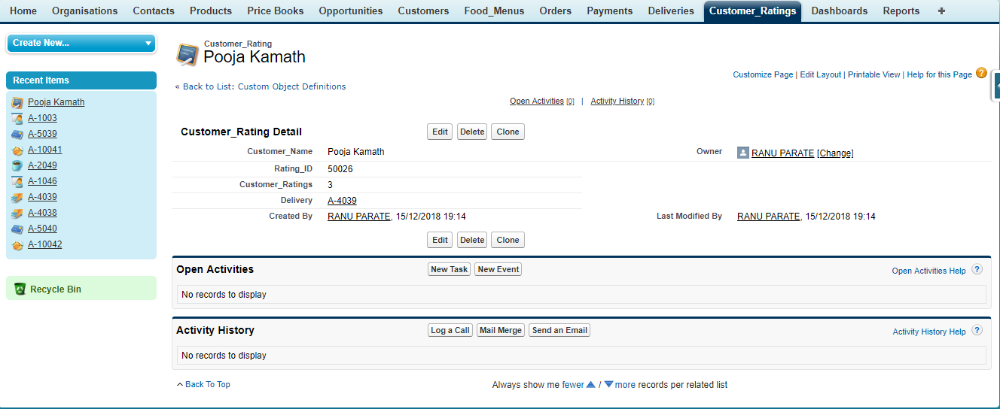 Home Organisations Contacts Products Price Books Opportunities Customers Food_Menus Orders Payments Deliveries Customer_Ratings Dashboards Reports +
Create New...
Recent Items
Pooja Kamath
A-1003
A-5039
A-10041
A-2049
A-1046
A-4039
A-4038
A-5040
A-10042
Recycle Bin
Customer_Rating
Pooja Kamath
Customize Page | Edit Layout | Printable View | Help for this Page ?
« Back to List: Custom Object Definitions
Open Activities [0] | Activity History [0]
Customer_Rating Detail Edit Delete Clone
Customer_Name Pooja Kamath Owner RANU PARATE [Change]
Rating_ID 50026
Customer_Ratings 3
Delivery A-4039
Created By RANU PARATE, 15/12/2018 19:14 Last Modified By RANU PARATE, 15/12/2018 19:14
Edit Delete Clone
Open Activities New Task New Event Open Activities Help ?
No records to display
Activity History Log a Call Mail Merge Send an Email Activity History Help ?
No records to display
Back To Top Always show me fewer / more records per related list